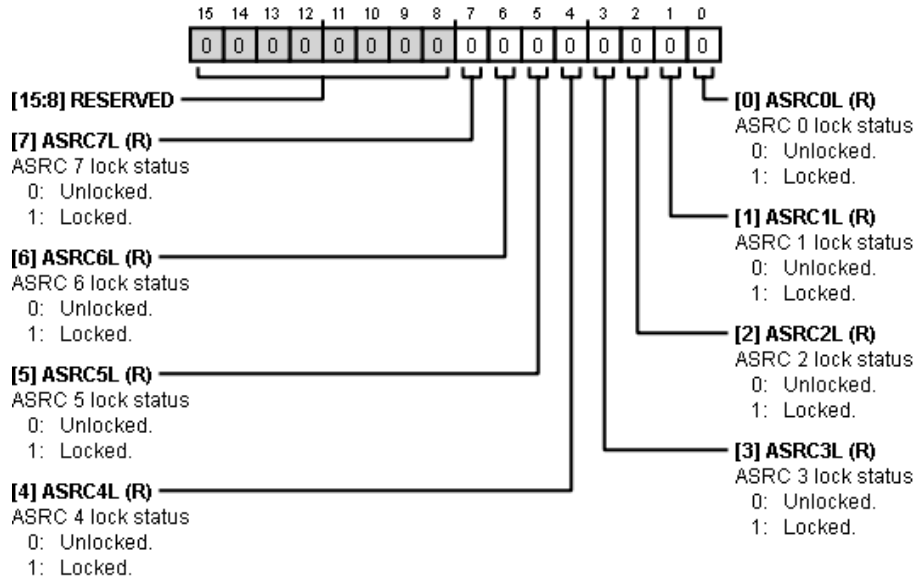 15 14 13 12 11 10 9 8 7 6 5 4 3 2 1 0
0 0 0 0 0 0 0 0 0 0 0 0 0 0 0 0
[15:8] RESERVED
[7] ASRC7L (R)
ASRC 7 lock status
0: Unlocked.
1: Locked.
[6] ASRC6L (R)
ASRC 6 lock status
0: Unlocked.
1: Locked.
[5] ASRC5L (R)
ASRC 5 lock status
0: Unlocked.
1: Locked.
[4] ASRC4L (R)
ASRC 4 lock status
0: Unlocked.
1: Locked.
[0] ASRC0L (R)
ASRC 0 lock status
0: Unlocked.
1: Locked.
[1] ASRC1L (R)
ASRC 1 lock status
0: Unlocked.
1: Locked.
[2] ASRC2L (R)
ASRC 2 lock status
0: Unlocked.
1: Locked.
[3] ASRC3L (R)
ASRC 3 lock status
0: Unlocked.
1: Locked.